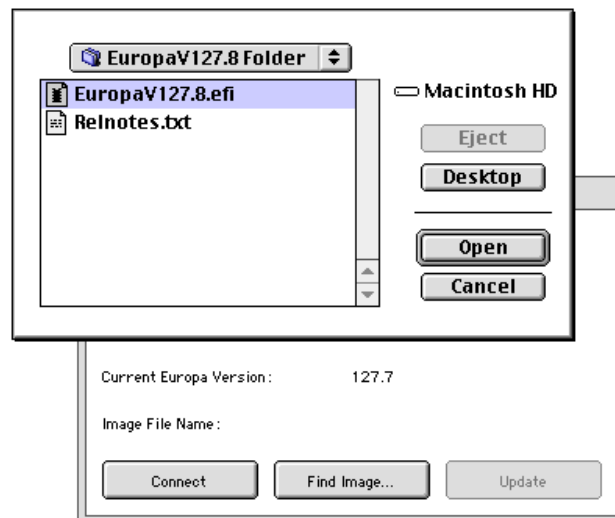 EuropaV127.8 Folder
EuropaV127.8.efi
Relnotes.txt
Macintosh HD
Eject
Desktop
Open
Cancel
Current Europa Version: 127.7
Image File Name:
Connect Find Image... Update